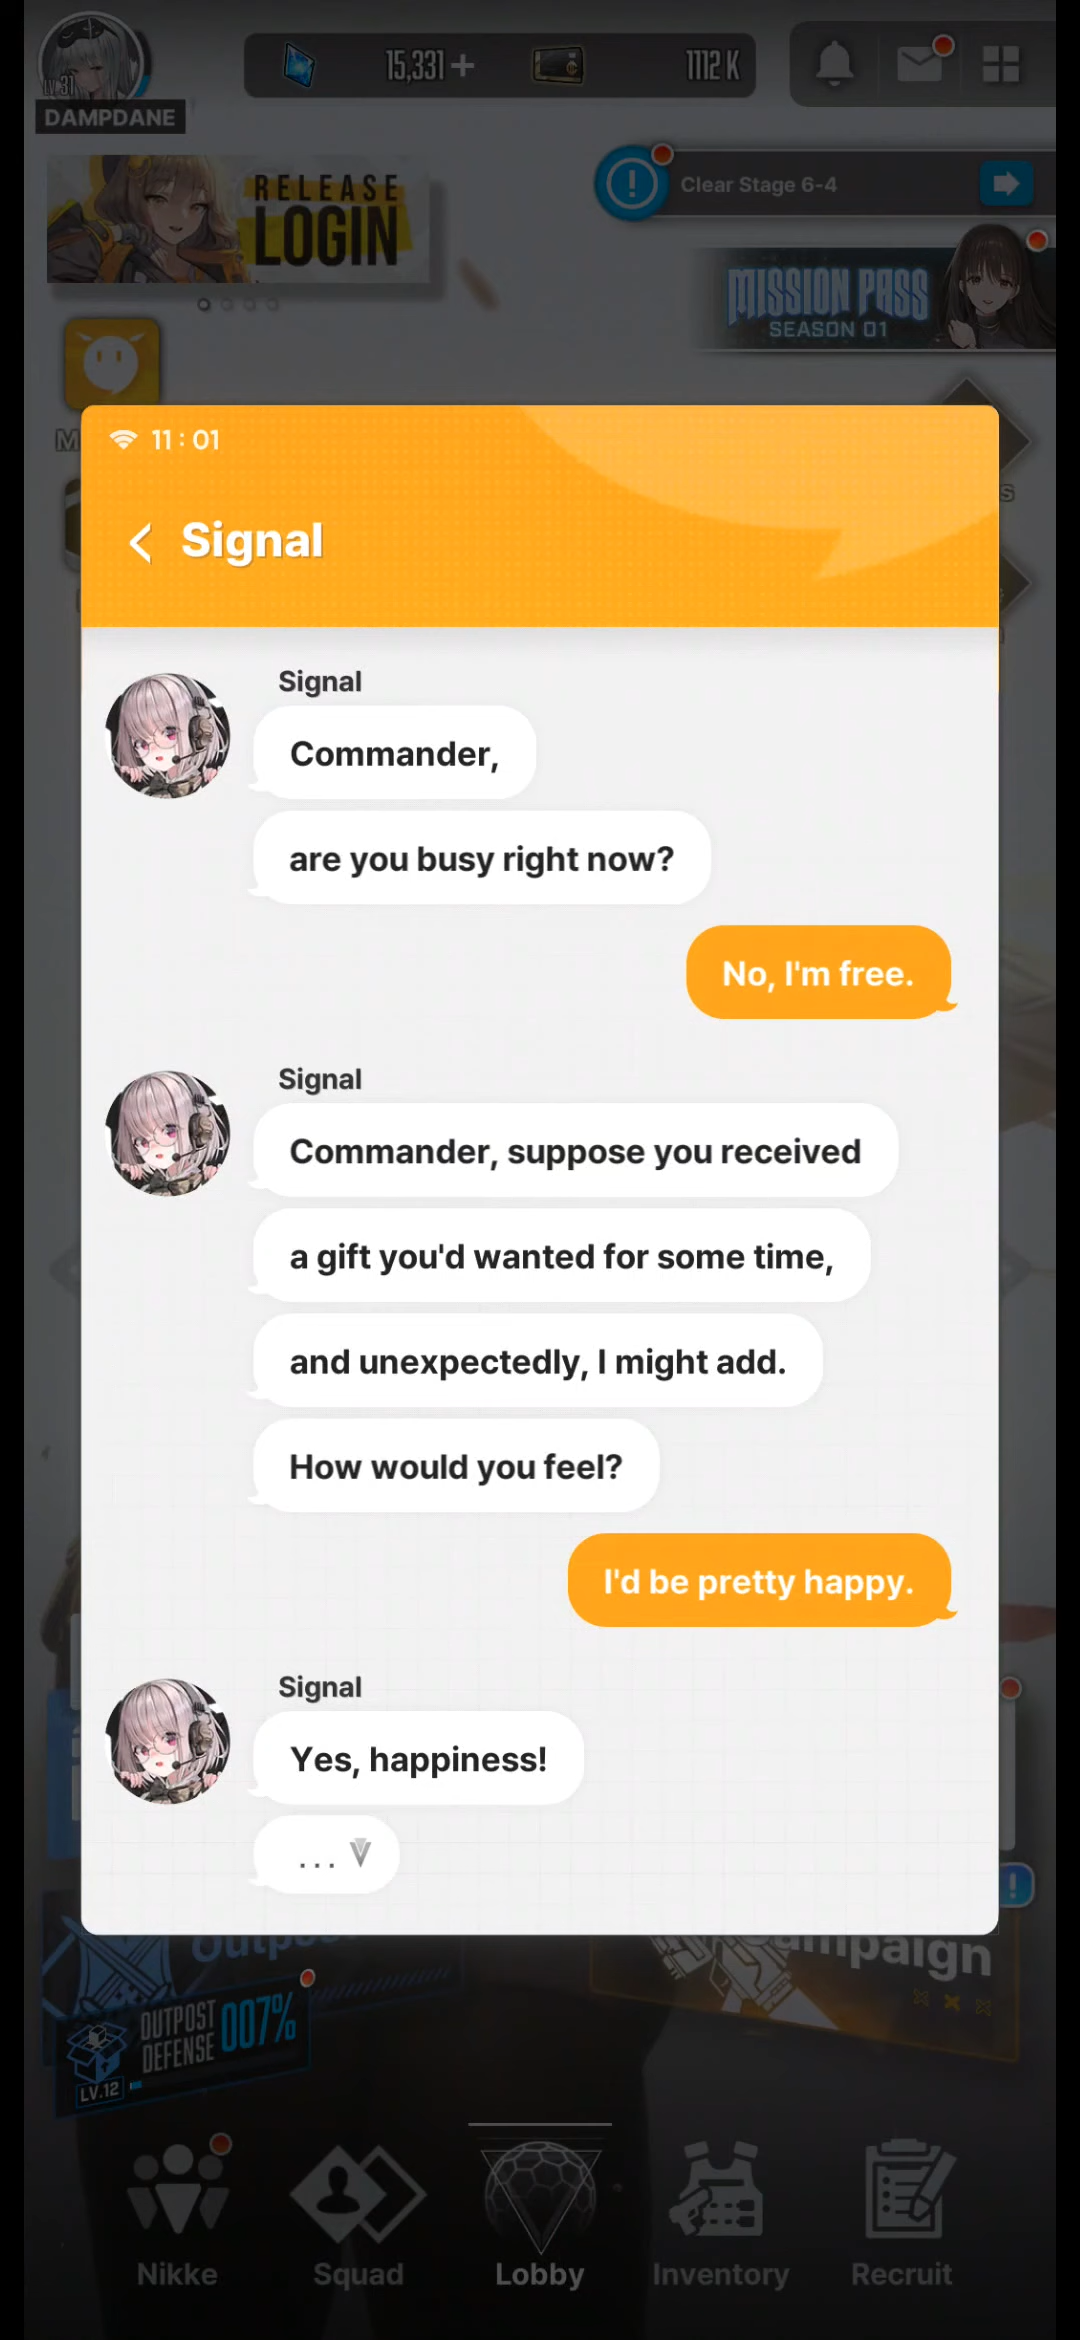 LV.31
15,331+
1112 K
DAMPDANE
RELEASE
LOGIN
Clear Stage 6-4
MISSION PASS
SEASON 01
11 : 01
Signal
Signal
Commander,
are you busy right now?
No, I'm free.
Signal
Commander, suppose you received
a gift you'd wanted for some time,
and unexpectedly, I might add.
How would you feel?
I'd be pretty happy.
Signal
Yes, happiness!
...
Outpost
Campaign
OUTPOST
DEFENSE
007%
LV.12
Nikke
Squad
Lobby
Inventory
Recruit